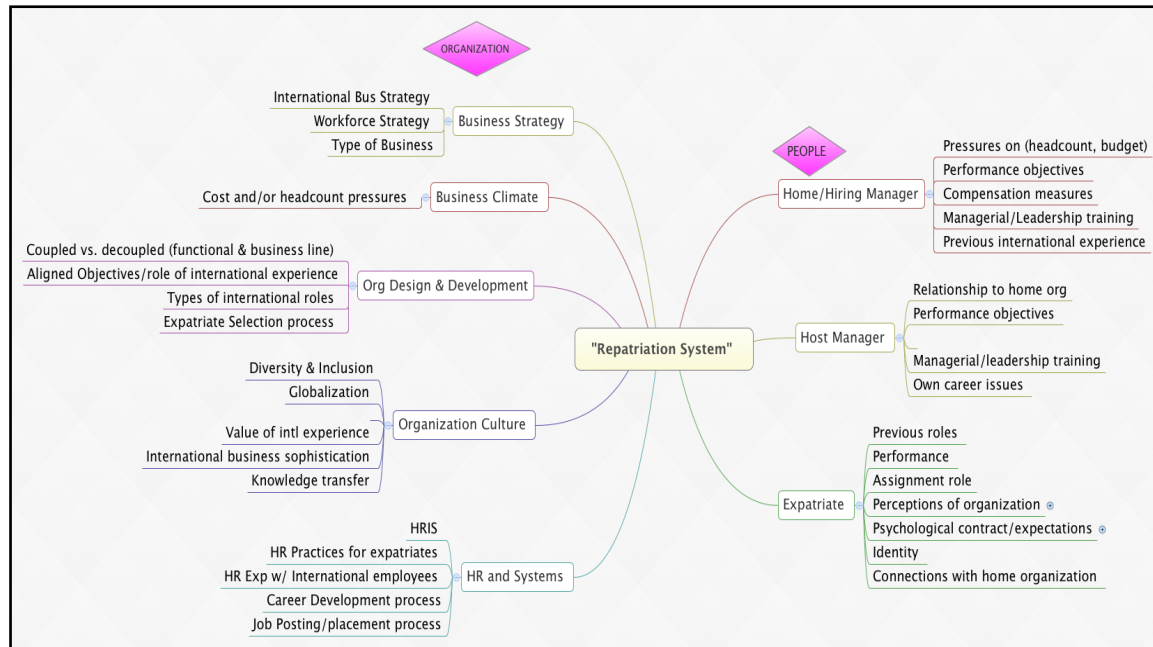 ORGANIZATION
International Bus Strategy
Workforce Strategy
Type of Business
Business Strategy
Cost and/or headcount pressures
Business Climate
Coupled vs. decoupled (functional & business line)
Aligned Objectives/role of international experience
Types of international roles
Expatriate Selection process
Org Design & Development
Diversity & Inclusion
Globalization
Value of intl experience
International business sophistication
Knowledge transfer
Organization Culture
HRIS
HR Practices for expatriates
HR Exp w/ International employees
Career Development process
Job Posting/placement process
HR and Systems
"Repatriation System"
PEOPLE
Home/Hiring Manager
Pressures on (headcount, budget)
Performance objectives
Compensation measures
Managerial/Leadership training
Previous international experience
Host Manager
Relationship to home org
Performance objectives
Managerial/leadership training
Own career issues
Expatriate
Previous roles
Performance
Assignment role
Perceptions of organization
Psychological contract/expectations
Identity
Connections with home organization